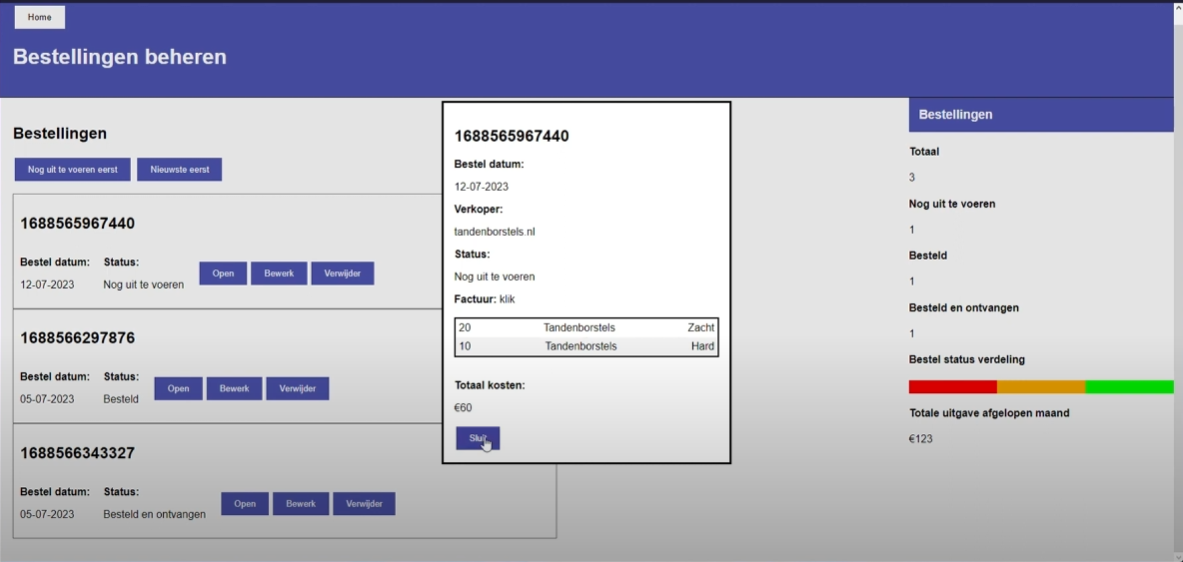 Home
Bestellingen beheren
Bestellingen
Nog uit te voeren eerst
Nieuwste eerst
1688565967440
Bestel datum: Status:
12-07-2023 Nog uit te voeren
Open Bewerk Verwijder
1688566297876
Bestel datum: Status:
05-07-2023 Besteld
Open Bewerk Verwijder
1688566343327
Bestel datum: Status:
05-07-2023 Besteld en ontvangen
Open Bewerk Verwijder
1688565967440
Bestel datum:
12-07-2023
Verkoper:
tandenborstels.nl
Status:
Nog uit te voeren
Factuur: klik
20 Tandenborstels Zacht
10 Tandenborstels Hard
Totaal kosten:
€60
Sluit
Bestellingen
Totaal
3
Nog uit te voeren
1
Besteld
1
Besteld en ontvangen
1
Bestel status verdeling
Totale uitgave afgelopen maand
€123